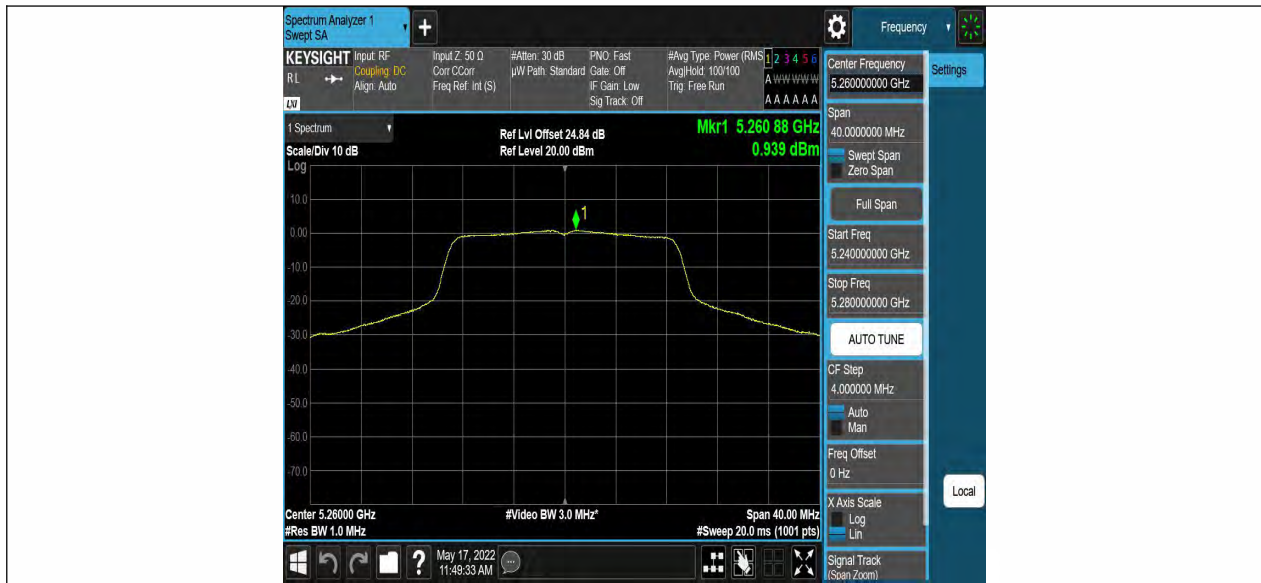 Spectrum Analyzer 1
Swept SA
+
Frequency
KEYSIGHT
RL
LXI
Input: RF
Coupling: DC
Align: Auto
Input Z: 50 Ω
Corr CCorr
Freq Ref: Int (S)
#Atten: 30 dB
µW Path: Standard
PNO: Fast
Gate: Off
IF Gain: Low
Sig Track: Off
#Avg Type: Power (RMS
Avg|Hold: 100/100
Trig: Free Run
1 2 3 4 5 6
A W W W W W
A A A A A A
1 Spectrum
Scale/Div 10 dB
Ref Lvl Offset 24.84 dB
Ref Level 20.00 dBm
Mkr1 5.260 88 GHz
0.939 dBm
Log
10.0
0.00
-10.0
-20.0
-30.0
-40.0
-50.0
-60.0
-70.0
1
Center 5.26000 GHz
#Res BW 1.0 MHz
#Video BW 3.0 MHz*
Span 40.00 MHz
#Sweep 20.0 ms (1001 pts)
?
May 17, 2022
11:49:33 AM
Center Frequency
5.260000000 GHz
Settings
Span
40.0000000 MHz
Swept Span
Zero Span
Full Span
Start Freq
5.240000000 GHz
Stop Freq
5.280000000 GHz
AUTO TUNE
CF Step
4.000000 MHz
Auto
Man
Freq Offset
0 Hz
X Axis Scale
Log
Lin
Local
Signal Track
(Span Zoom)